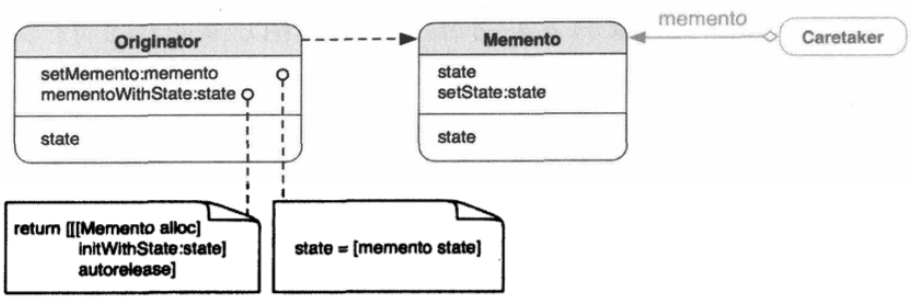 Originator
setMemento:memento
mementoWithState:state
state
Memento
state
setState:state
state
memento
Caretaker
return [[[Memento alloc]
initWithState:state]
autorelease]
state = [memento state]